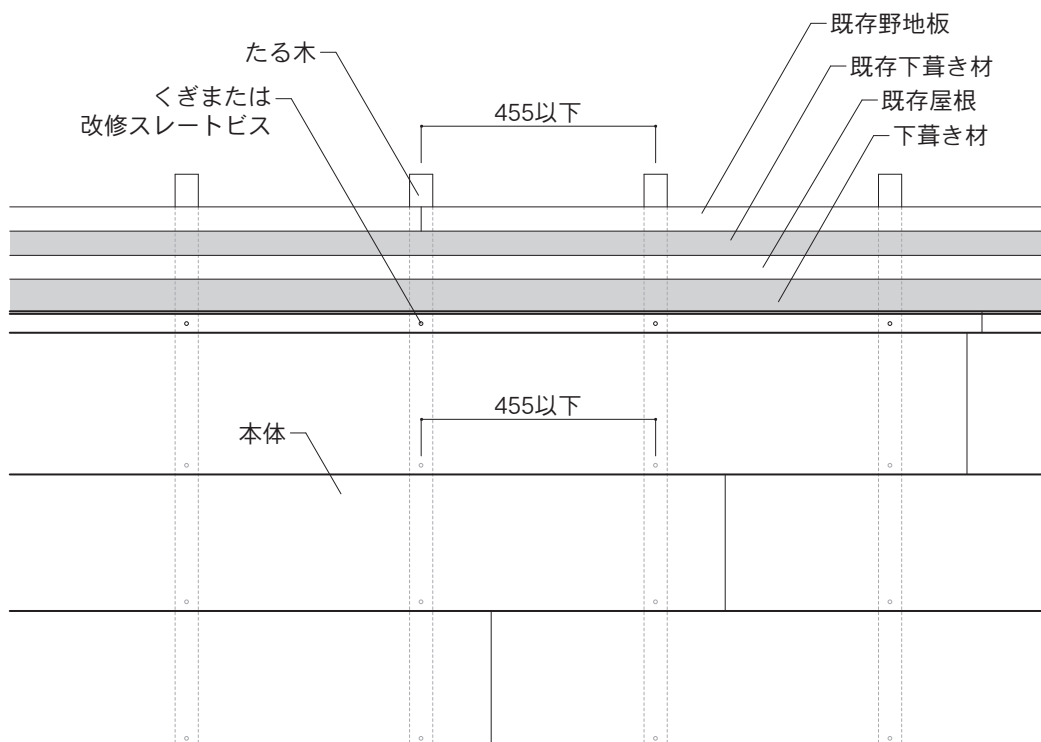 既存野地板
たる木
既存下葺き材
くぎまたは
改修スレートビス
既存屋根
455以下
下葺き材
455以下
本体